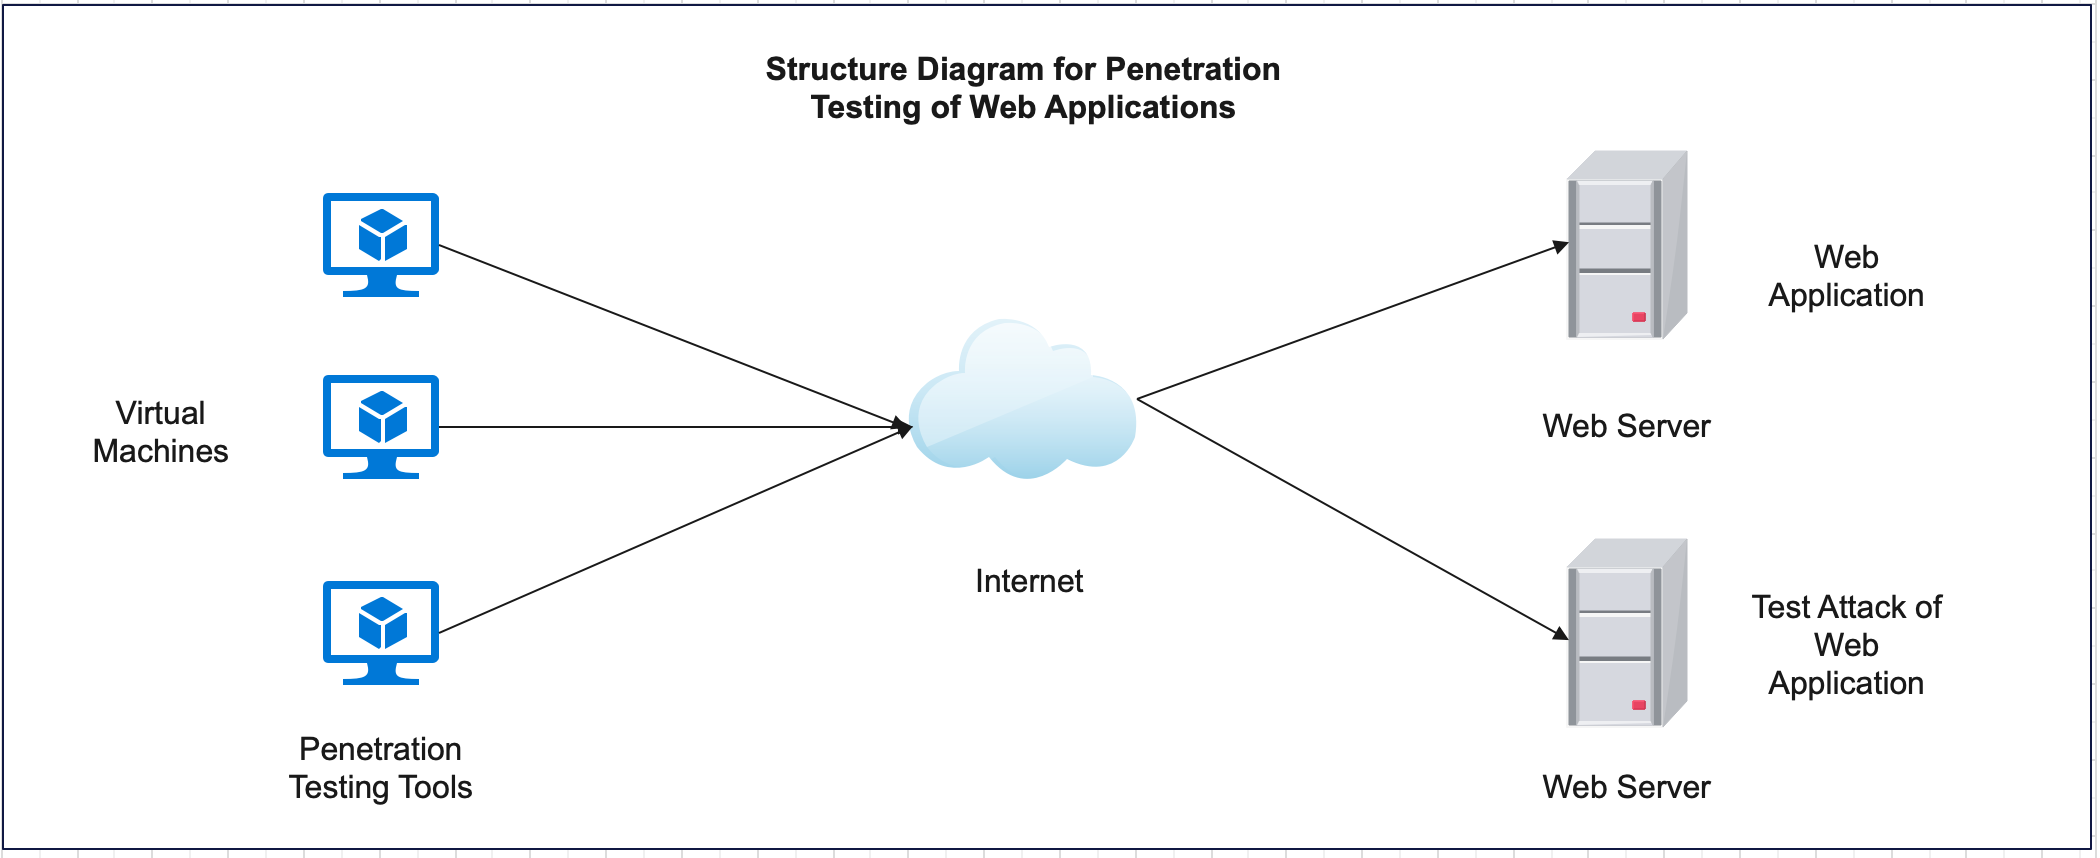 Structure Diagram for Penetration
Testing of Web Applications
Virtual
Machines
Penetration
Testing Tools
Internet
Web
Application
Web Server
Test Attack of
Web
Application
Web Server